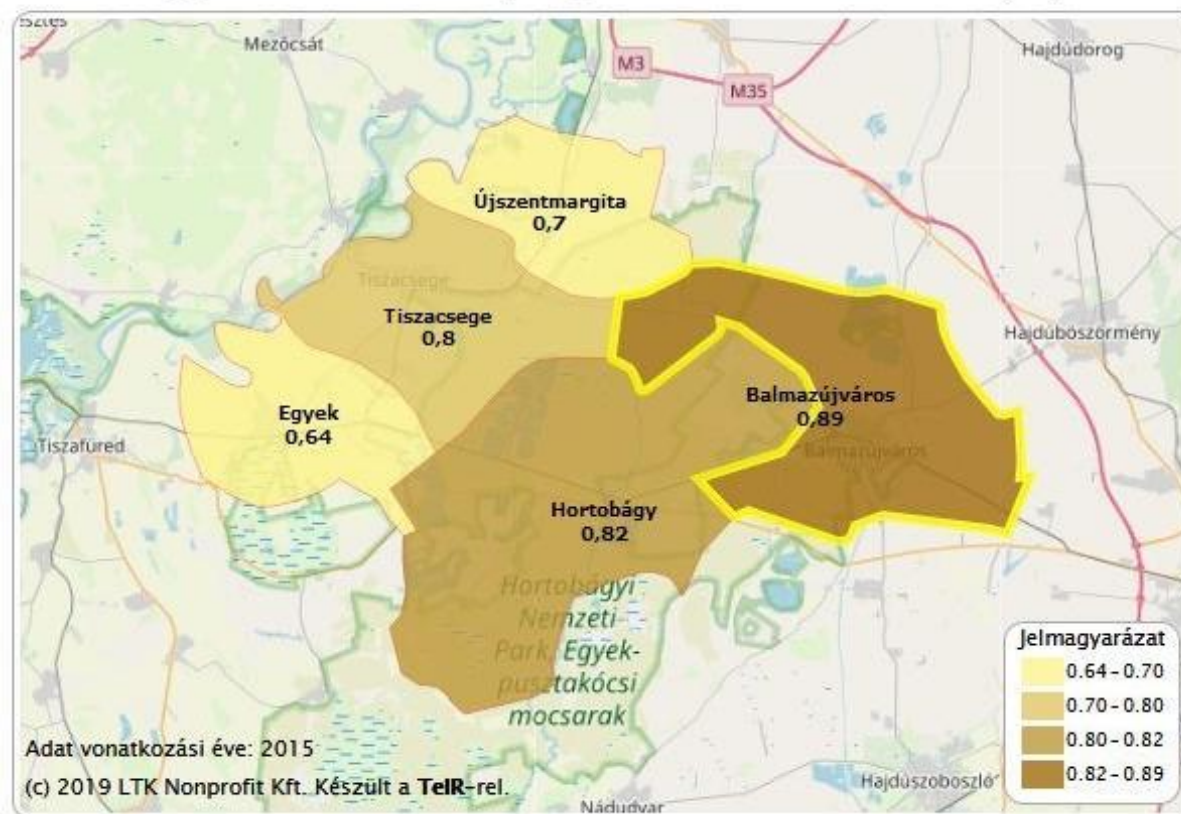 Mezőcsát
Hajdúdorog
M3
M35
Újszentmargita
0,7
Tiszacsege
Tiszacsege
0,8
Hajdúböszörmény
Egyek
0,64
Balmazújváros
0,89
Balmazújváros
Tiszafüred
Hortobágy
0,82
Hortobágyi
Nemzeti
Park, Egyek-
pusztakócsi
mocsarak
Jelmagyarázat
0.64-0.70
0.70-0.80
0.80-0.82
0.82-0.89
Adat vonatkozási éve: 2015
(c) 2019 LTK Nonprofit Kft. Készült a TeIR-rel.
Hajdúszoboszló
Nádudvar